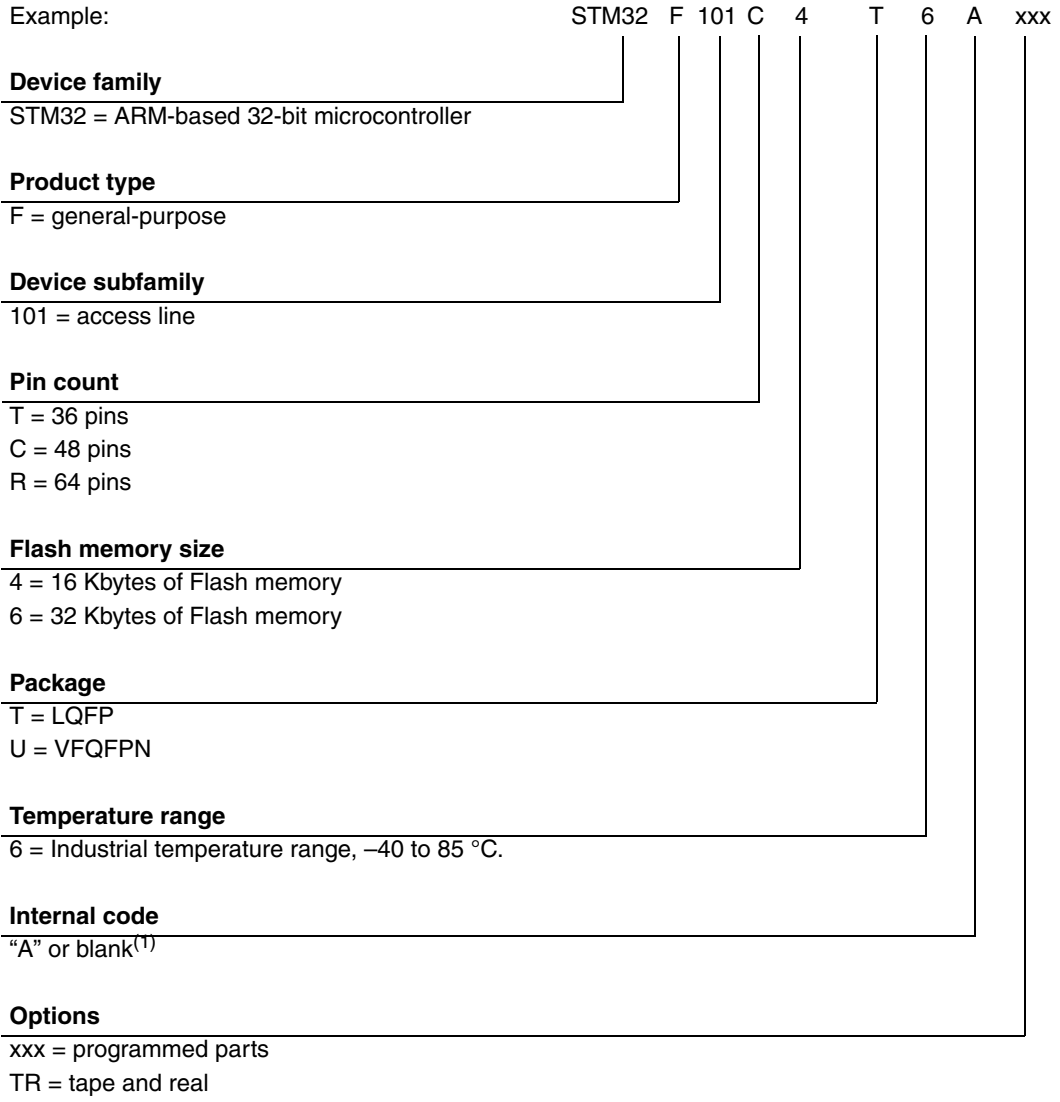 Example: STM32 F 101 C 4 T 6 A xxx
Device family
STM32 = ARM-based 32-bit microcontroller
Product type
F = general-purpose
Device subfamily
101 = access line
Pin count
T = 36 pins
C = 48 pins
R = 64 pins
Flash memory size
4 = 16 Kbytes of Flash memory
6 = 32 Kbytes of Flash memory
Package
T = LQFP
U = VFQFPN
Temperature range
6 = Industrial temperature range, –40 to 85 °C.
Internal code
“A” or blank(1)
Options
xxx = programmed parts
TR = tape and real